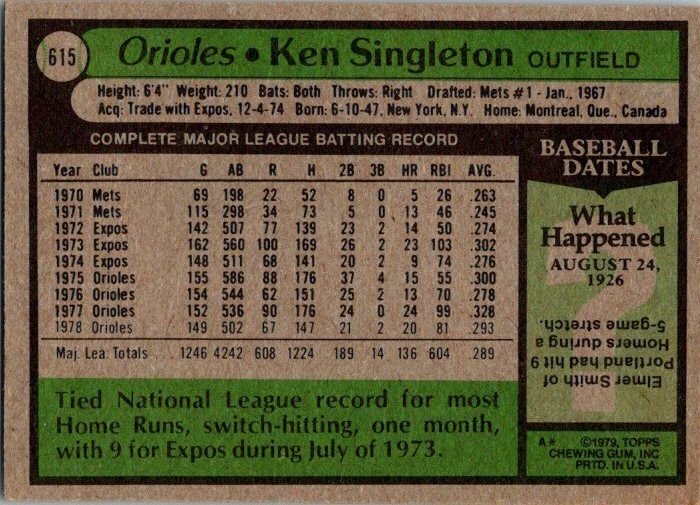 615
Orioles • Ken Singleton OUTFIELD
Height: 6'4" Weight: 210 Bats: Both Throws: Right Drafted: Mets #1 - Jan., 1967
Acq: Trade with Expos, 12-4-74 Born: 6-10-47, New York, N.Y. Home: Montreal, Que., Canada
COMPLETE MAJOR LEAGUE BATTING RECORD
Year Club G AB R H 2B 3B HR RBI AVG.
1970 Mets 69 198 22 52 8 0 5 26 .263
1971 Mets 115 298 34 73 5 0 13 46 .245
1972 Expos 142 507 77 139 23 2 14 50 .274
1973 Expos 162 560 100 169 26 2 23 103 .302
1974 Expos 148 511 68 141 20 2 9 74 .276
1975 Orioles 155 586 88 176 37 4 15 55 .300
1976 Orioles 154 544 62 151 25 2 13 70 .278
1977 Orioles 152 536 90 176 24 0 24 99 .328
1978 Orioles 149 502 67 147 21 2 20 81 .293
Maj. Lea. Totals . . . 1246 4242 608 1224 189 14 136 604 .289
Tied National League record for most
Home Runs, switch-hitting, one month,
with 9 for Expos during July of 1973.
BASEBALL
DATES
?
What
Happened
AUGUST 24,
1926
Elmer Smith of
Portland had hit 9
Homers during a
5-game stretch.
A* ©1979, TOPPS
CHEWING GUM, INC
PRTD. IN U.S.A.